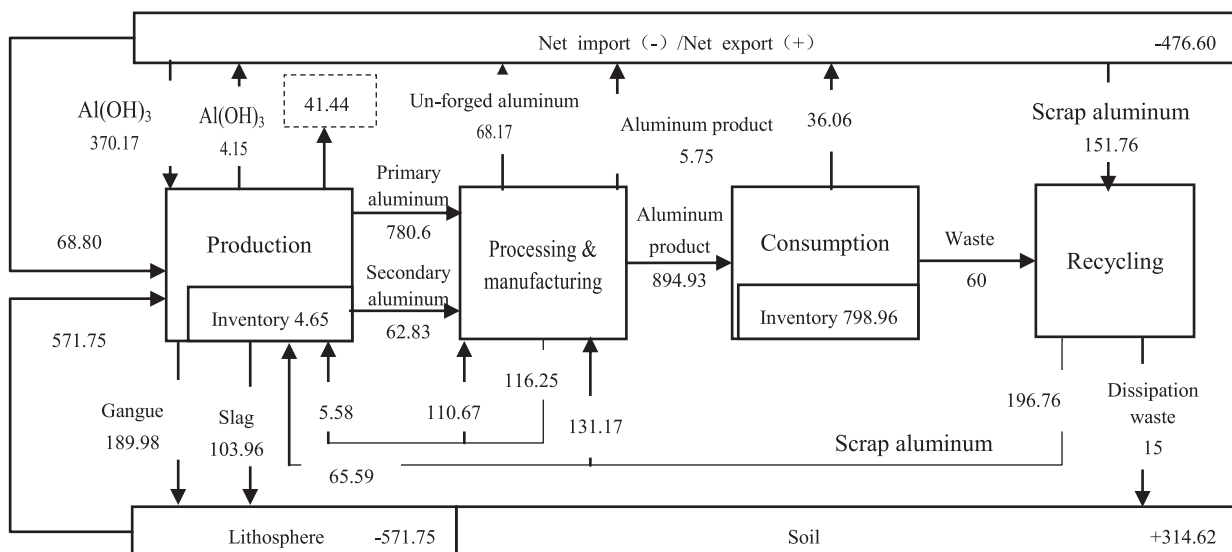 Net import（-）/Net export（+） -476.60
Al(OH)3
370.17
Al(OH)3
4.15
41.44
Un-forged aluminum
68.17
Aluminum product
5.75
36.06
Scrap aluminum
151.76
68.80
Production
Primary
aluminum
780.6
Secondary
aluminum
62.83
Inventory 4.65
Processing &
manufacturing
Aluminum
product
894.93
Consumption
Inventory 798.96
Waste
60
Recycling
571.75
Gangue
189.98
Slag
103.96
5.58
110.67
116.25
131.17
65.59
Scrap aluminum
196.76
Dissipation
waste
15
Lithosphere -571.75
Soil +314.62